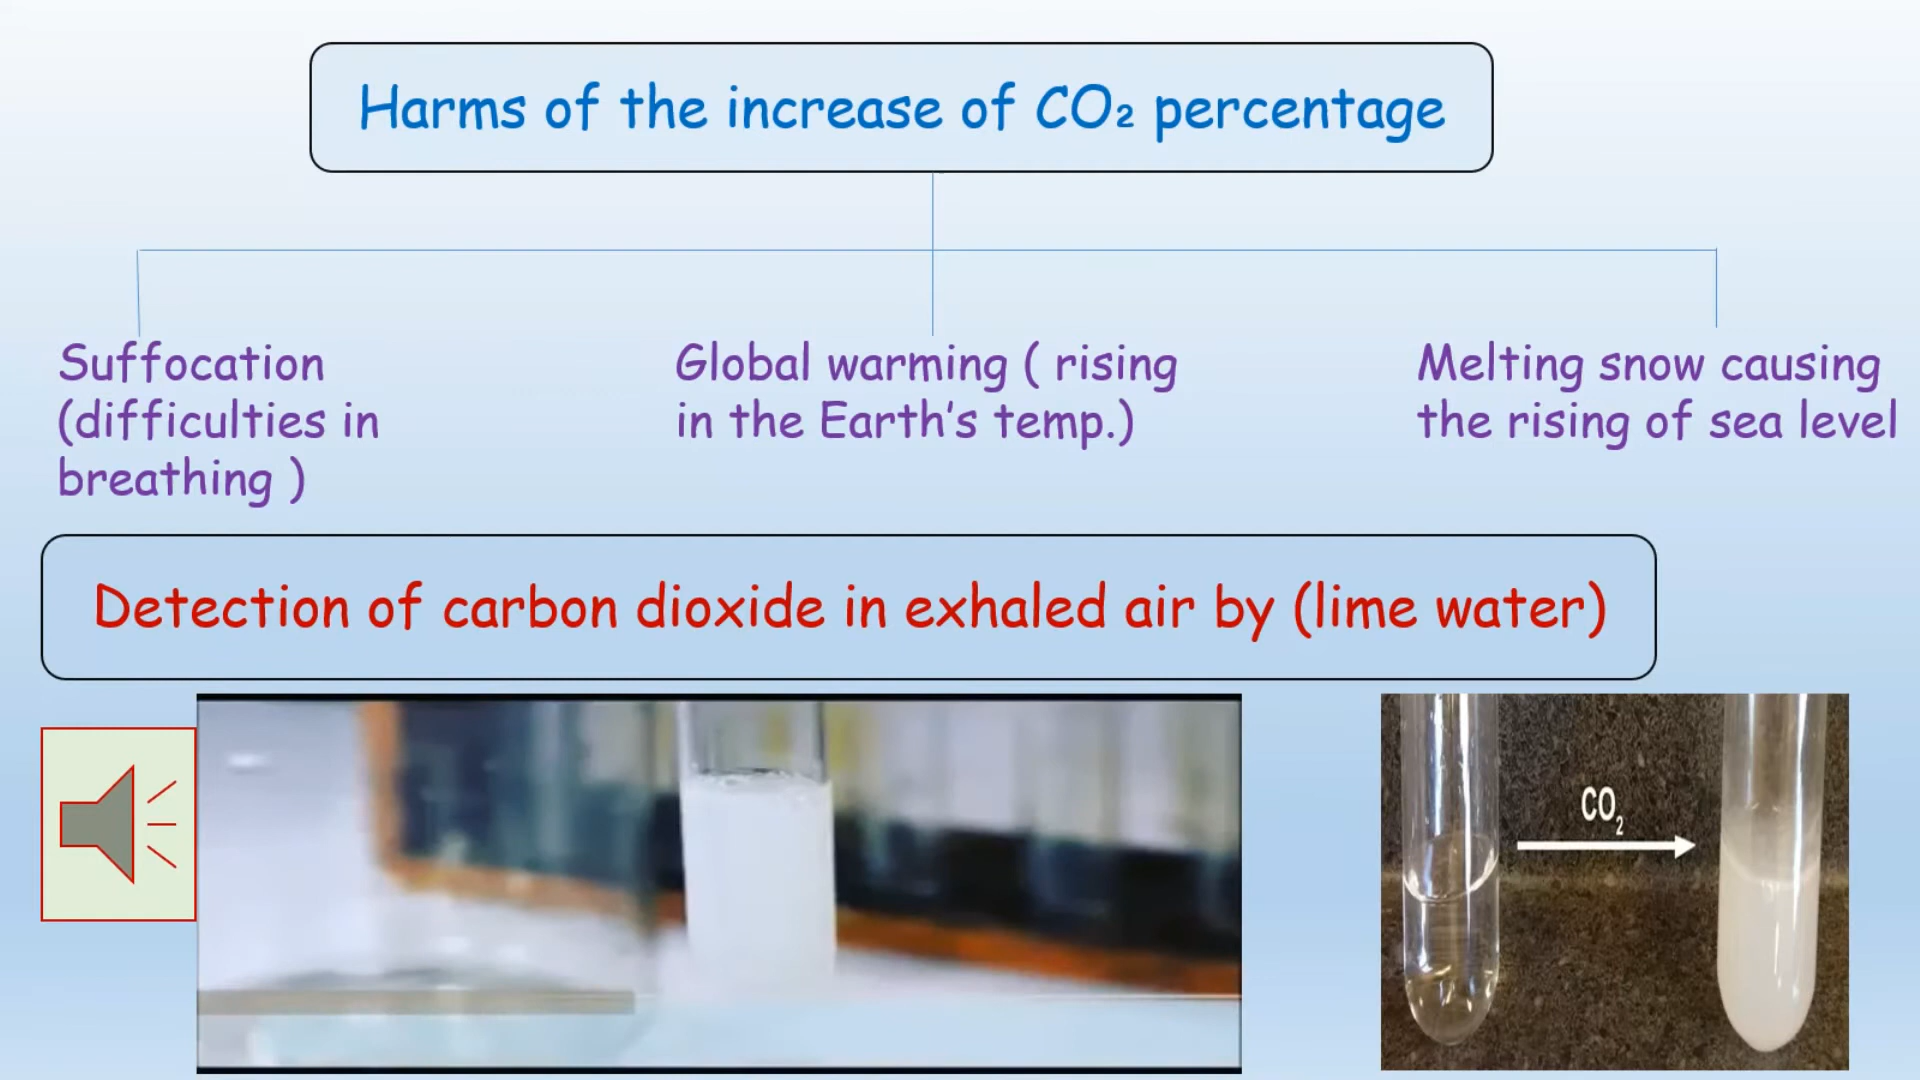 Harms of the increase of CO₂ percentage
Suffocation
(difficulties in
breathing )
Global warming ( rising
in the Earth's temp.)
Melting snow causing
the rising of sea level
Detection of carbon dioxide in exhaled air by (lime water)
CO₂